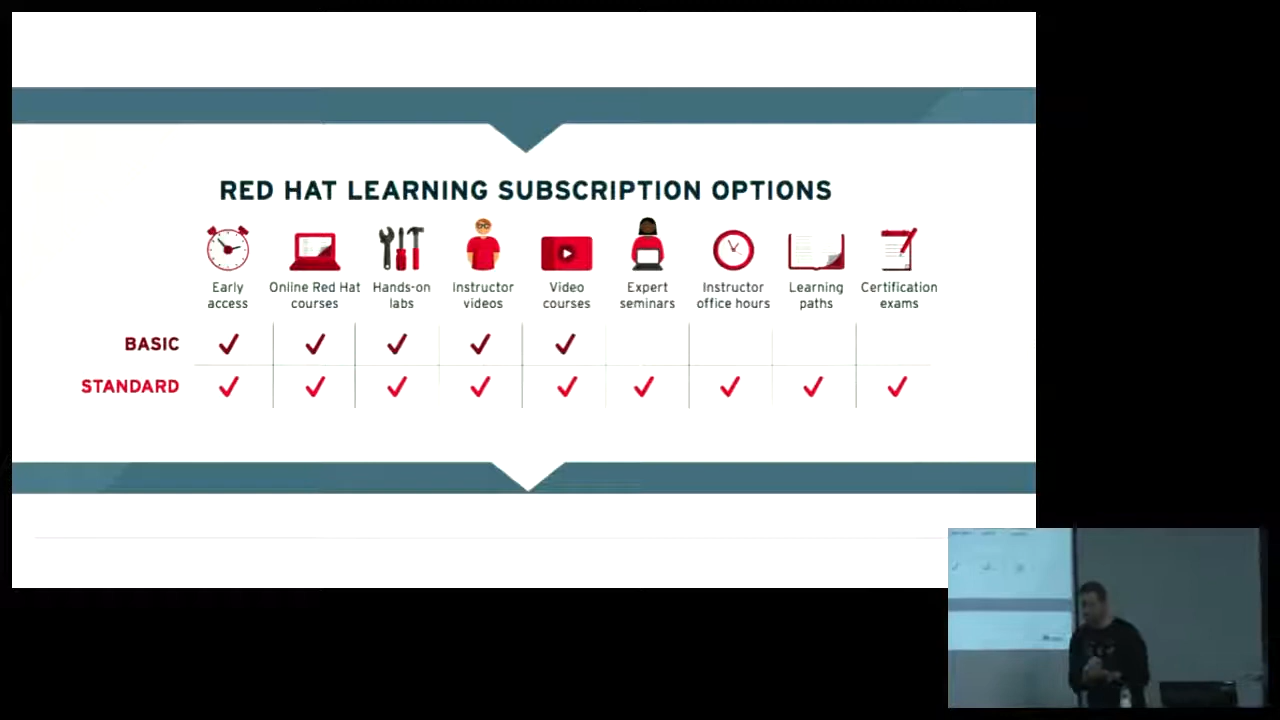 RED HAT LEARNING SUBSCRIPTION OPTIONS
Early access
Online Red Hat courses
Hands-on labs
Instructor videos
Video courses
Expert seminars
Instructor office hours
Learning paths
Certification exams
BASIC
STANDARD